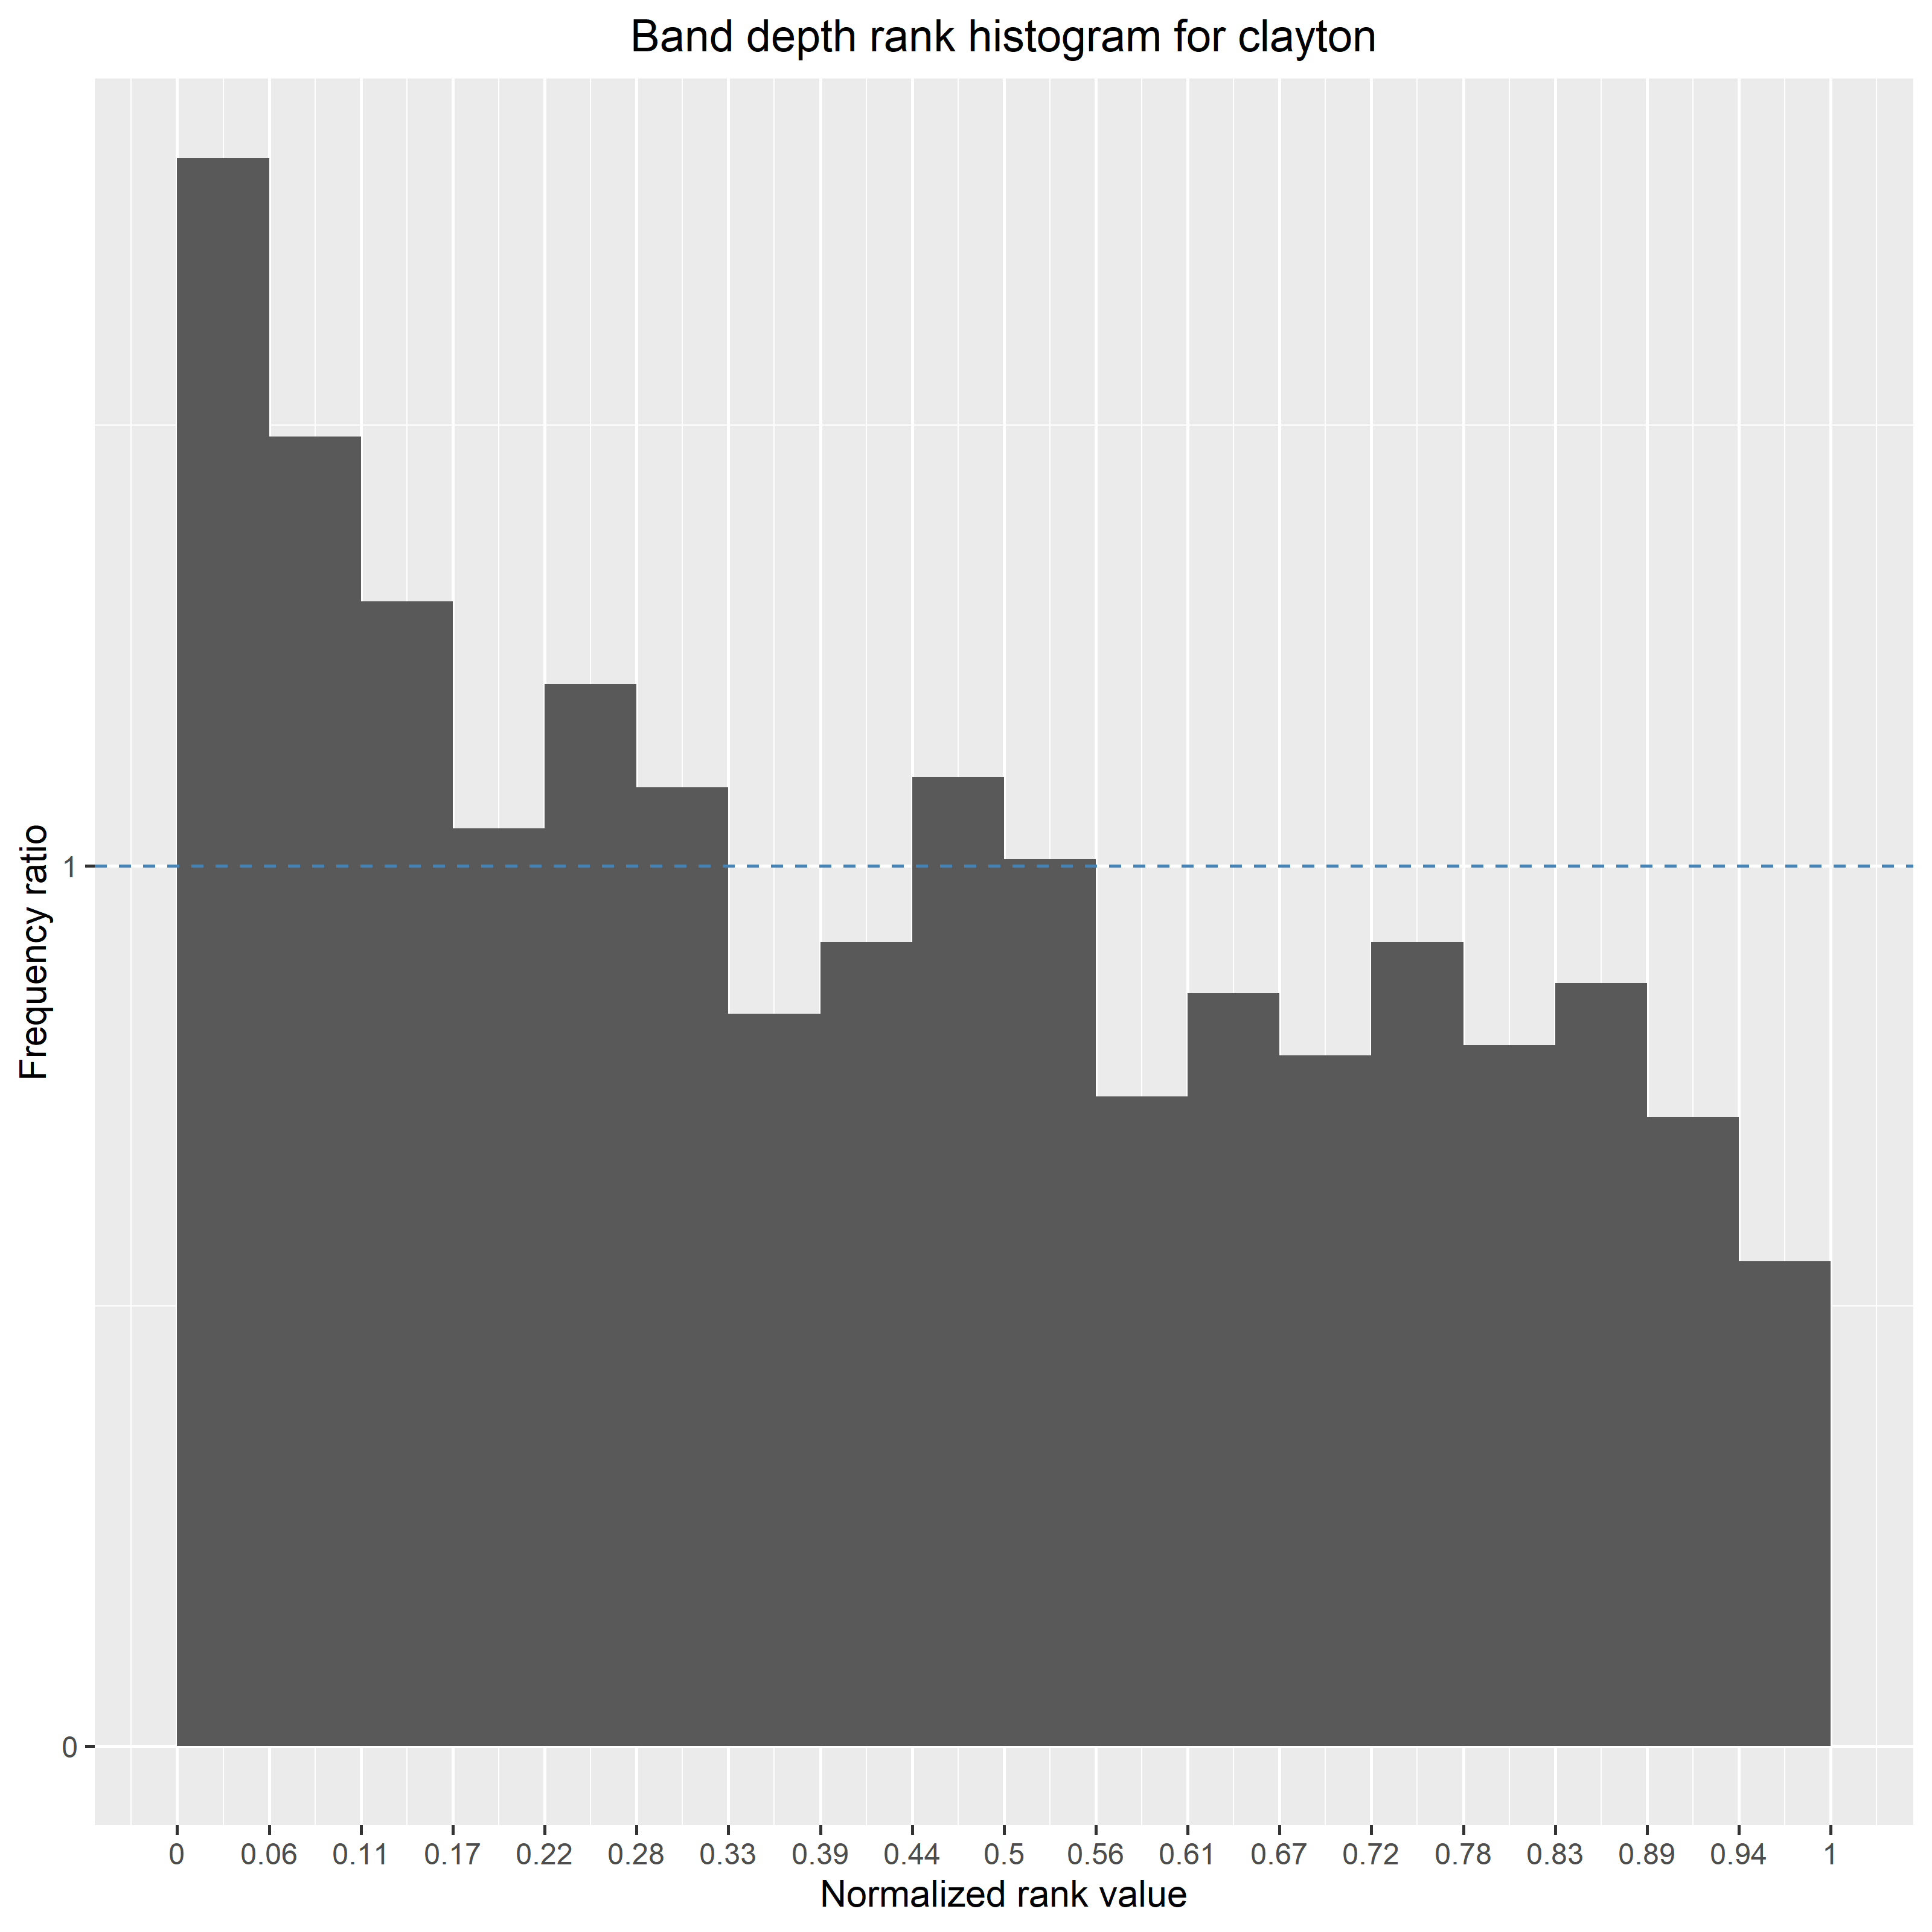 Band depth rank histogram for clayton
Frequency ratio
1
0
0 0.06 0.11 0.17 0.22 0.28 0.33 0.39 0.44 0.5 0.56 0.61 0.67 0.72 0.78 0.83 0.89 0.94 1
Normalized rank value